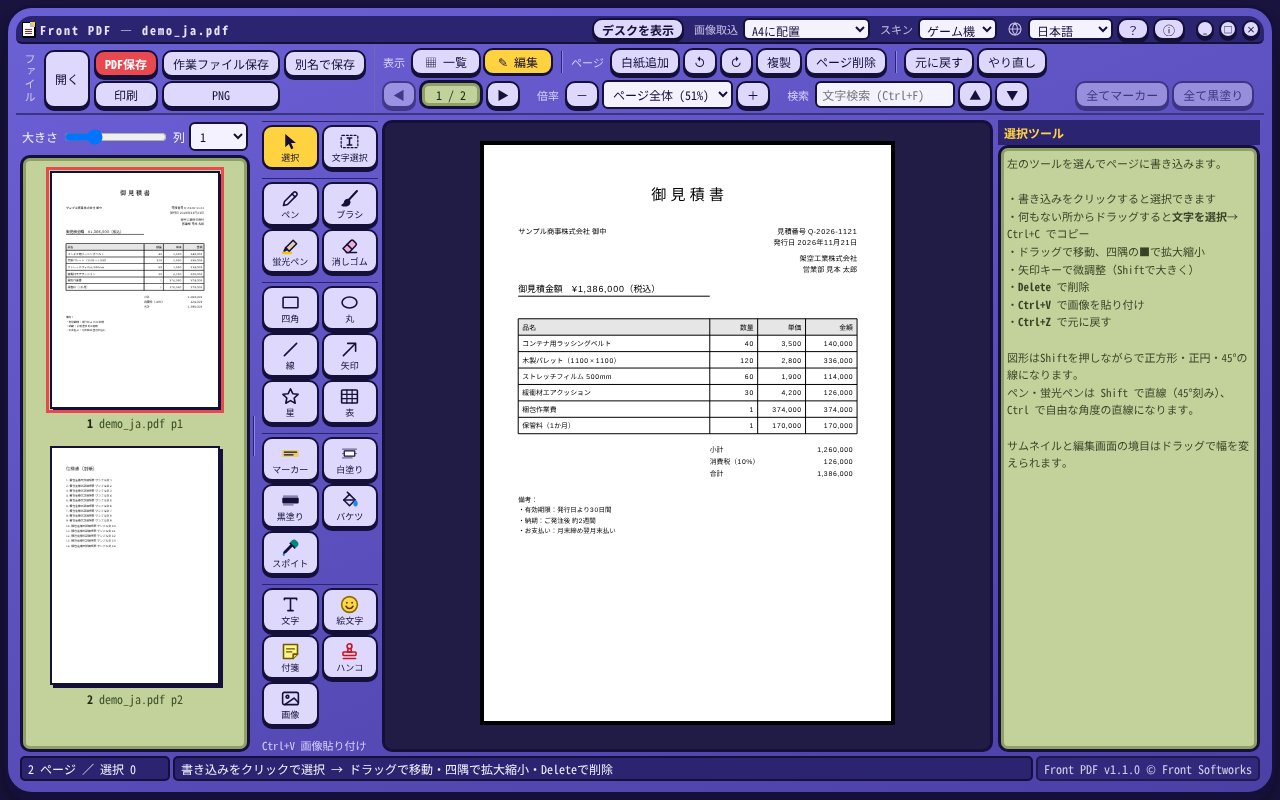 Front PDF — demo_ja.pdf
デスクを表示 画像取込 A4に配置 スキン ゲーム機 日本語 ? ⓘ
ファイル 開く PDF保存 作業ファイル保存 別名で保存
印刷 PNG
表示 一覧 編集 ページ 白紙追加 複製 ページ削除 元に戻す やり直し
◀ 1 / 2 ▶ 倍率 − ページ全体 (51%) ＋ 検索 文字検索 (Ctrl+F) ▲ ▼ 全てマーカー 全て黒塗り
大きさ 列 1
御見積書
1 demo_ja.pdf p1
仕様書（別紙）
2 demo_ja.pdf p2
選択 文字選択
ペン ブラシ
蛍光ペン 消しゴム
四角 丸
線 矢印
星 表
マーカー 白塗り
黒塗り バケツ
スポイト
文字 絵文字
付箋 ハンコ
画像
Ctrl+V 画像貼り付け
御見積書
サンプル商事株式会社 御中
見積番号 Q-2026-1121
発行日 2026年11月21日
架空工業株式会社
営業部 見本 太郎
御見積金額 ¥1,386,000（税込）
品名 数量 単価 金額
コンテナ用ラッシングベルト 40 3,500 140,000
木製パレット（1100×1100） 120 2,800 336,000
ストレッチフィルム 500mm 60 1,900 114,000
緩衝材エアクッション 30 4,200 126,000
梱包作業費 1 374,000 374,000
保管料（1か月） 1 170,000 170,000
小計 1,260,000
消費税（10%） 126,000
合計 1,386,000
備考：
・有効期限：発行日より30日間
・納期：ご発注後 約2週間
・お支払い：月末締め翌月末払い
選択ツール
左のツールを選んでページに書き込みます。
・書き込みをクリックすると選択できます
・何もない所からドラッグすると文字を選択→
Ctrl+C でコピー
・ドラッグで移動、四隅の■で拡大縮小
・矢印キーで微調整（Shiftで大きく）
・Delete で削除
・Ctrl+V で画像を貼り付け
・Ctrl+Z で元に戻す
図形はShiftを押しながらで正方形・正円・45°の
線になります。
ペン・蛍光ペンは Shift で直線（45°刻み）、
Ctrl で自由な角度の直線になります。
サムネイルと編集画面の境目はドラッグで幅を変
えられます。
2 ページ ／ 選択 0
書き込みをクリックで選択 → ドラッグで移動・四隅で拡大縮小・Deleteで削除
Front PDF v1.1.0 © Front Softworks